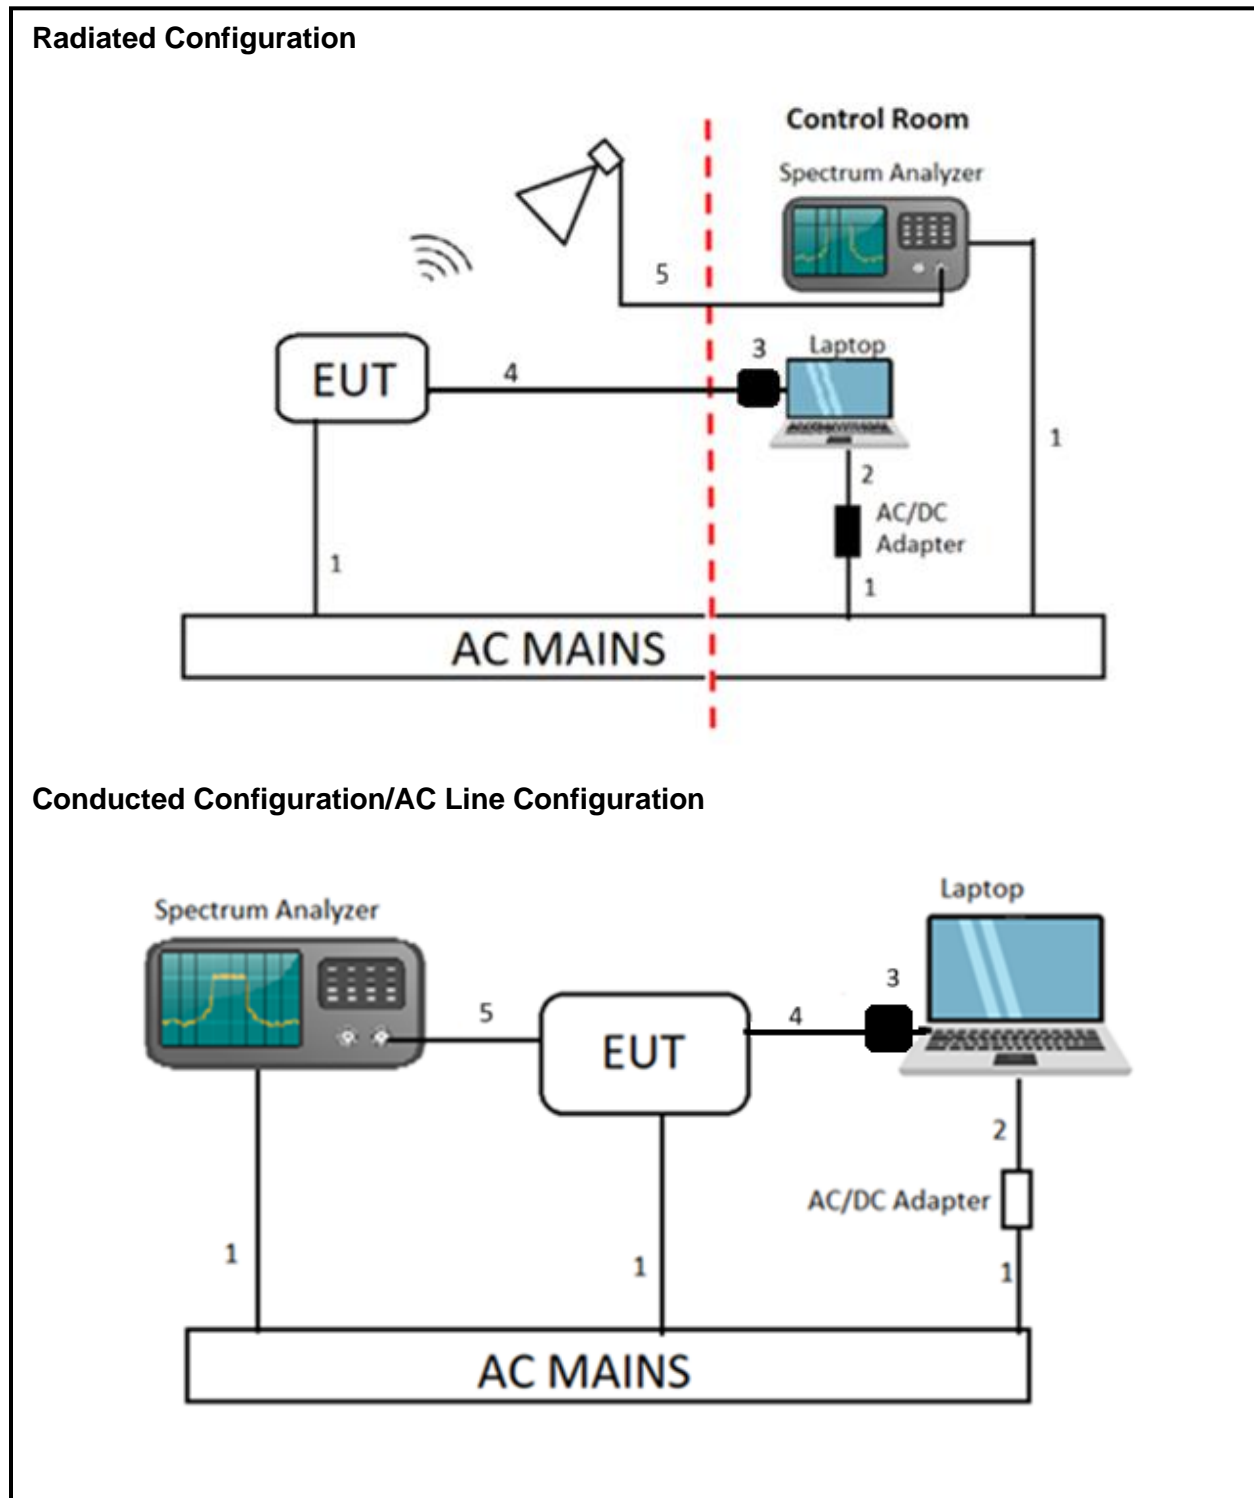 Radiated Configuration
Control Room
Spectrum Analyzer
5
3
Laptop
EUT
4
1
2
AC/DC
Adapter
1
1
AC MAINS
Conducted Configuration/AC Line Configuration
Laptop
Spectrum Analyzer
3
5
4
EUT
2
AC/DC Adapter
1
1
1
AC MAINS